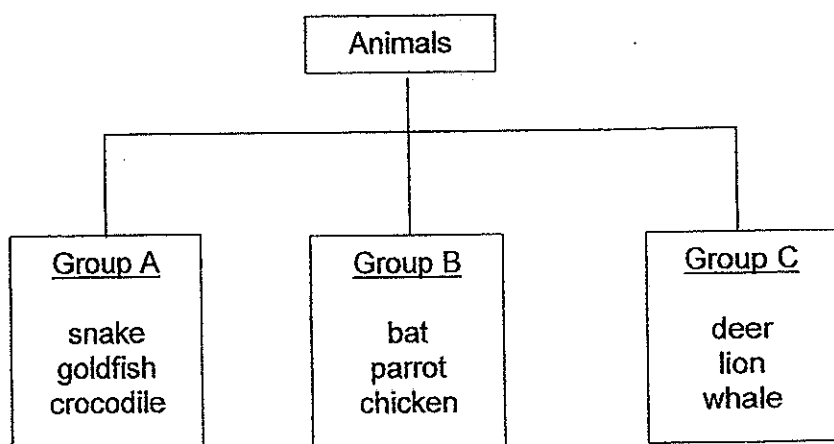 Animals
Group A
snake
goldfish
crocodile
Group B
bat
parrot
chicken
Group C
deer
lion
whale